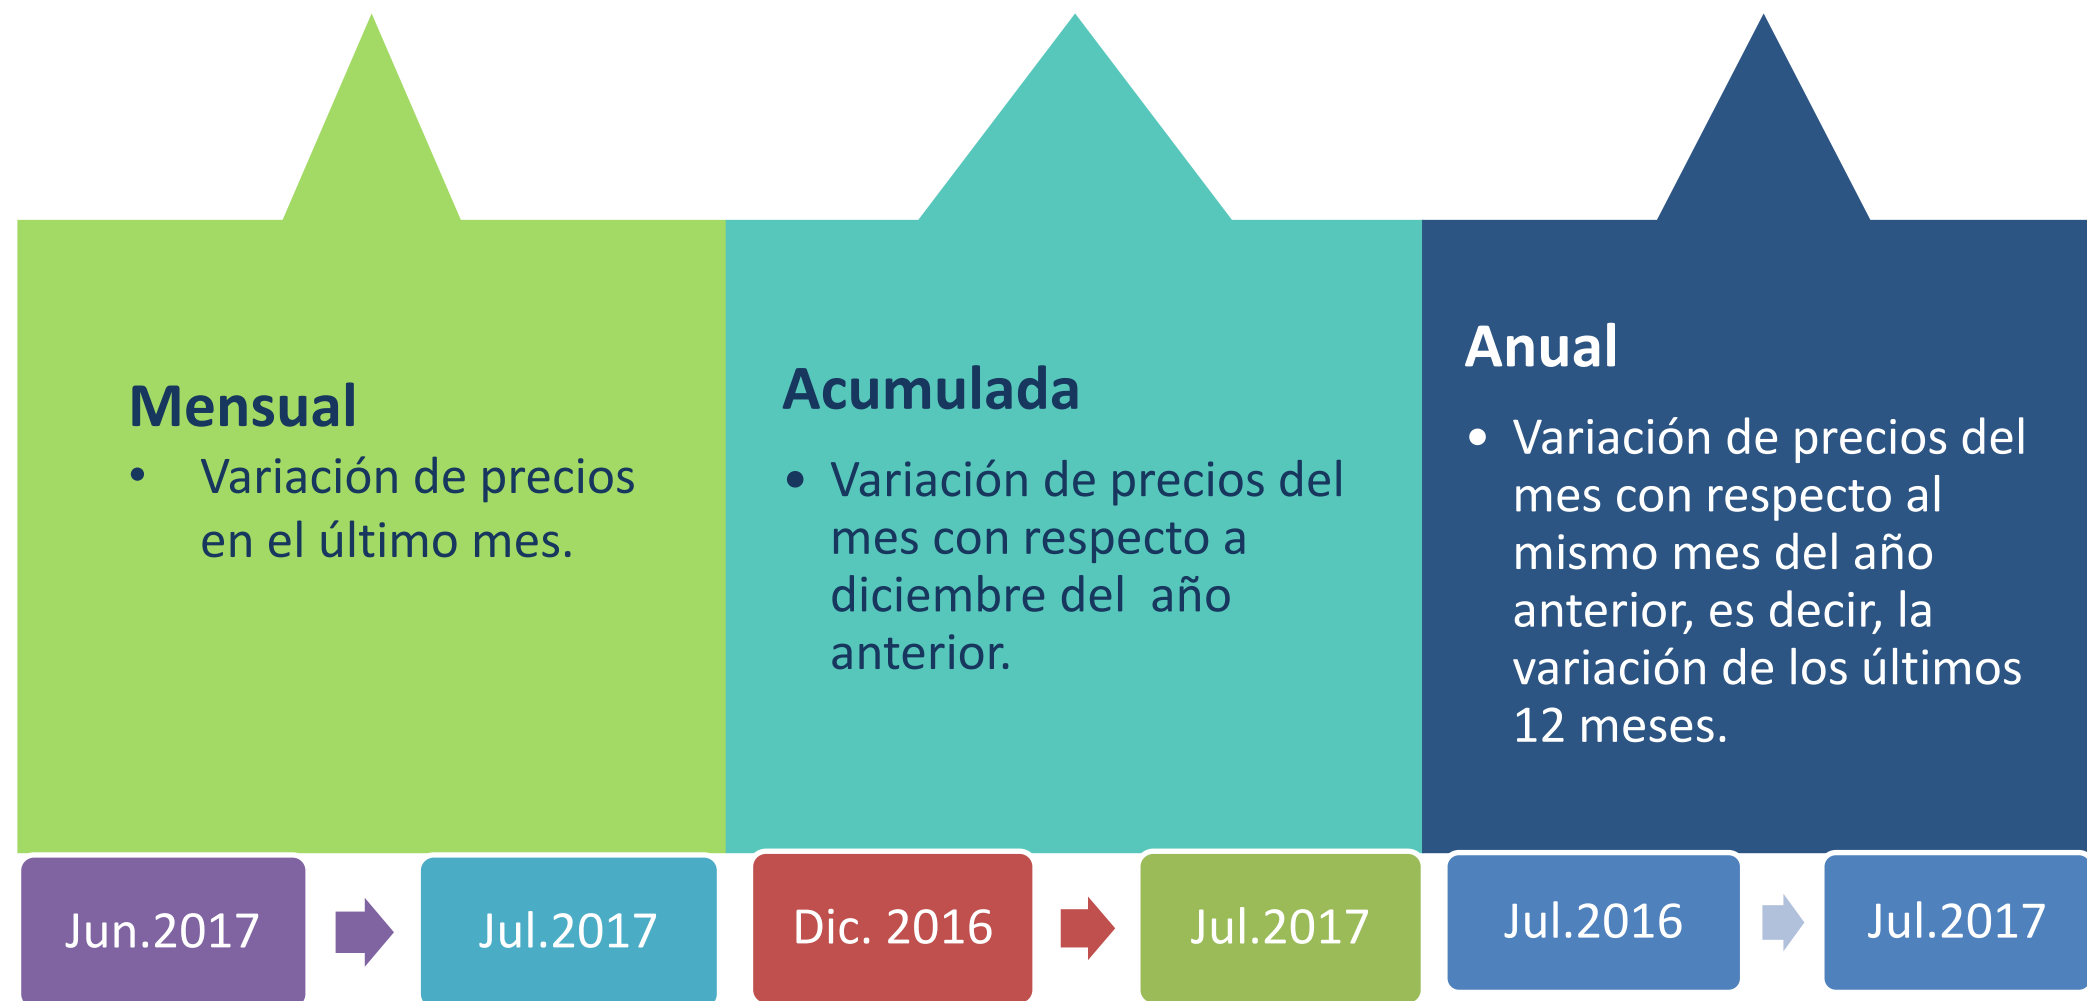 Mensual
• Variación de precios
en el último mes.
Acumulada
• Variación de precios del
mes con respecto a
diciembre del  año
anterior.
Anual
• Variación de precios del
mes con respecto al
mismo mes del año
anterior, es decir, la
variación de los últimos
12 meses.
Jun.2017
Jul.2017
Dic. 2016
Jul.2017
Jul.2016
Jul.2017